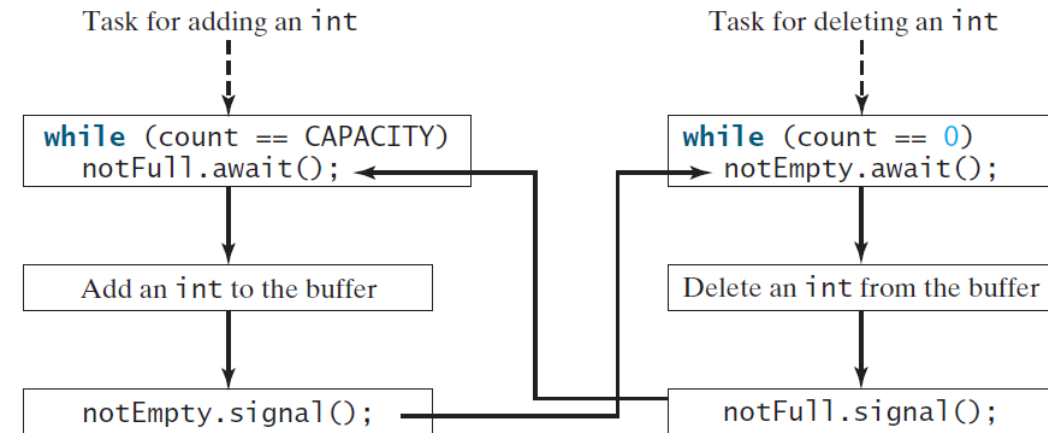 Task for adding an int
while (count == CAPACITY)
notFull.await();
Add an int to the buffer
notEmpty.signal();
Task for deleting an int
while (count == 0)
notEmpty.await();
Delete an int from the buffer
notFull.signal();